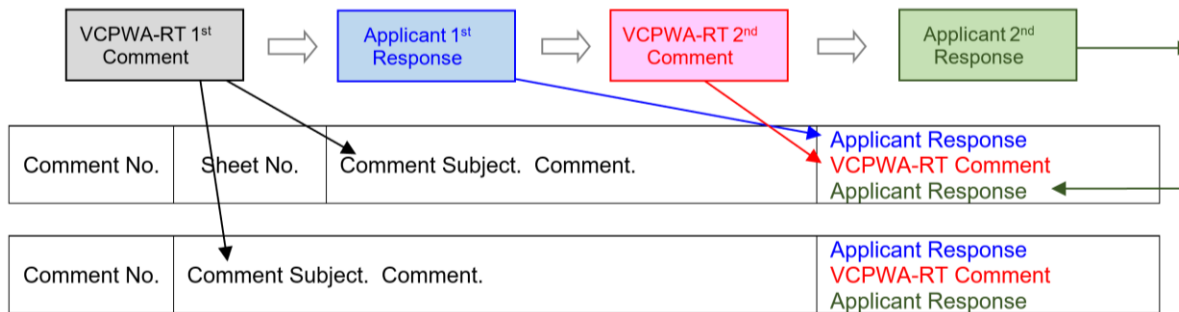 VCPWA-RT 1st
Comment
Applicant 1st
Response
VCPWA-RT 2nd
Comment
Applicant 2nd
Response
Comment No.
Sheet No.
Comment Subject.  Comment.
Applicant Response
VCPWA-RT Comment
Applicant Response
Comment No.
Comment Subject.  Comment.
Applicant Response
VCPWA-RT Comment
Applicant Response